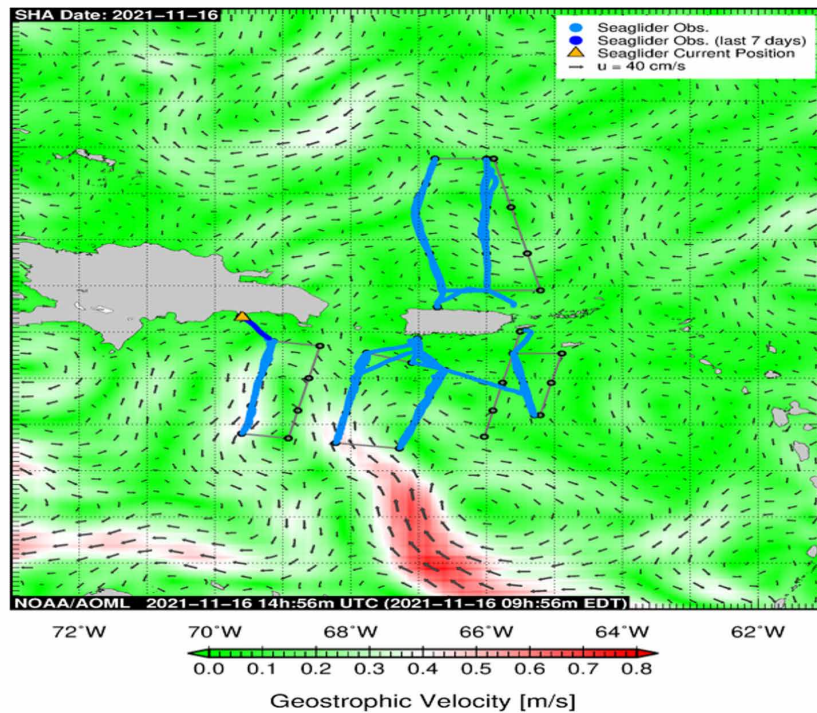 SHA Date: 2021-11-16
Seaglider Obs.
Seaglider Obs. (last 7 days)
Seaglider Current Position
u = 40 cm/s
NOAA/AOML 2021-11-16 14h:56m UTC (2021-11-16 09h:56m EDT)
72°W 70°W 68°W 66°W 64°W 62°W
0.0 0.1 0.2 0.3 0.4 0.5 0.6 0.7 0.8
Geostrophic Velocity [m/s]